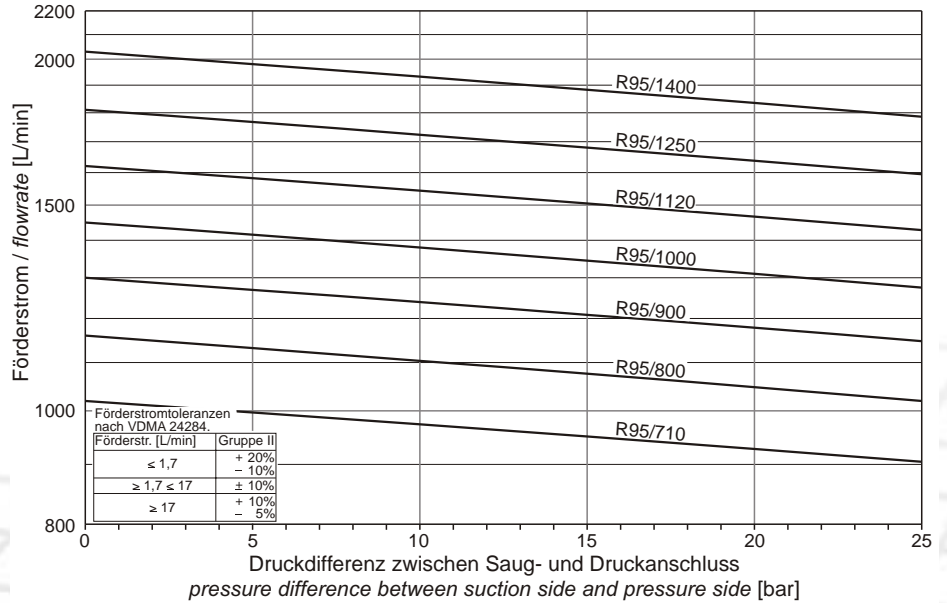 2200
2000
1500
1000
800
Förderstrom / flowrate [L/min]
R95/1400
R95/1250
R95/1120
R95/1000
R95/900
R95/800
R95/710
Förderstromtoleranzen
nach VDMA 24284.
Förderstr. [L/min] Gruppe II
≤ 1,7 + 20%
− 10%
≥ 1,7 ≤ 17 ± 10%
≥ 17 + 10%
− 5%
0 5 10 15 20 25
Druckdifferenz zwischen Saug- und Druckanschluss
pressure difference between suction side and pressure side [bar]